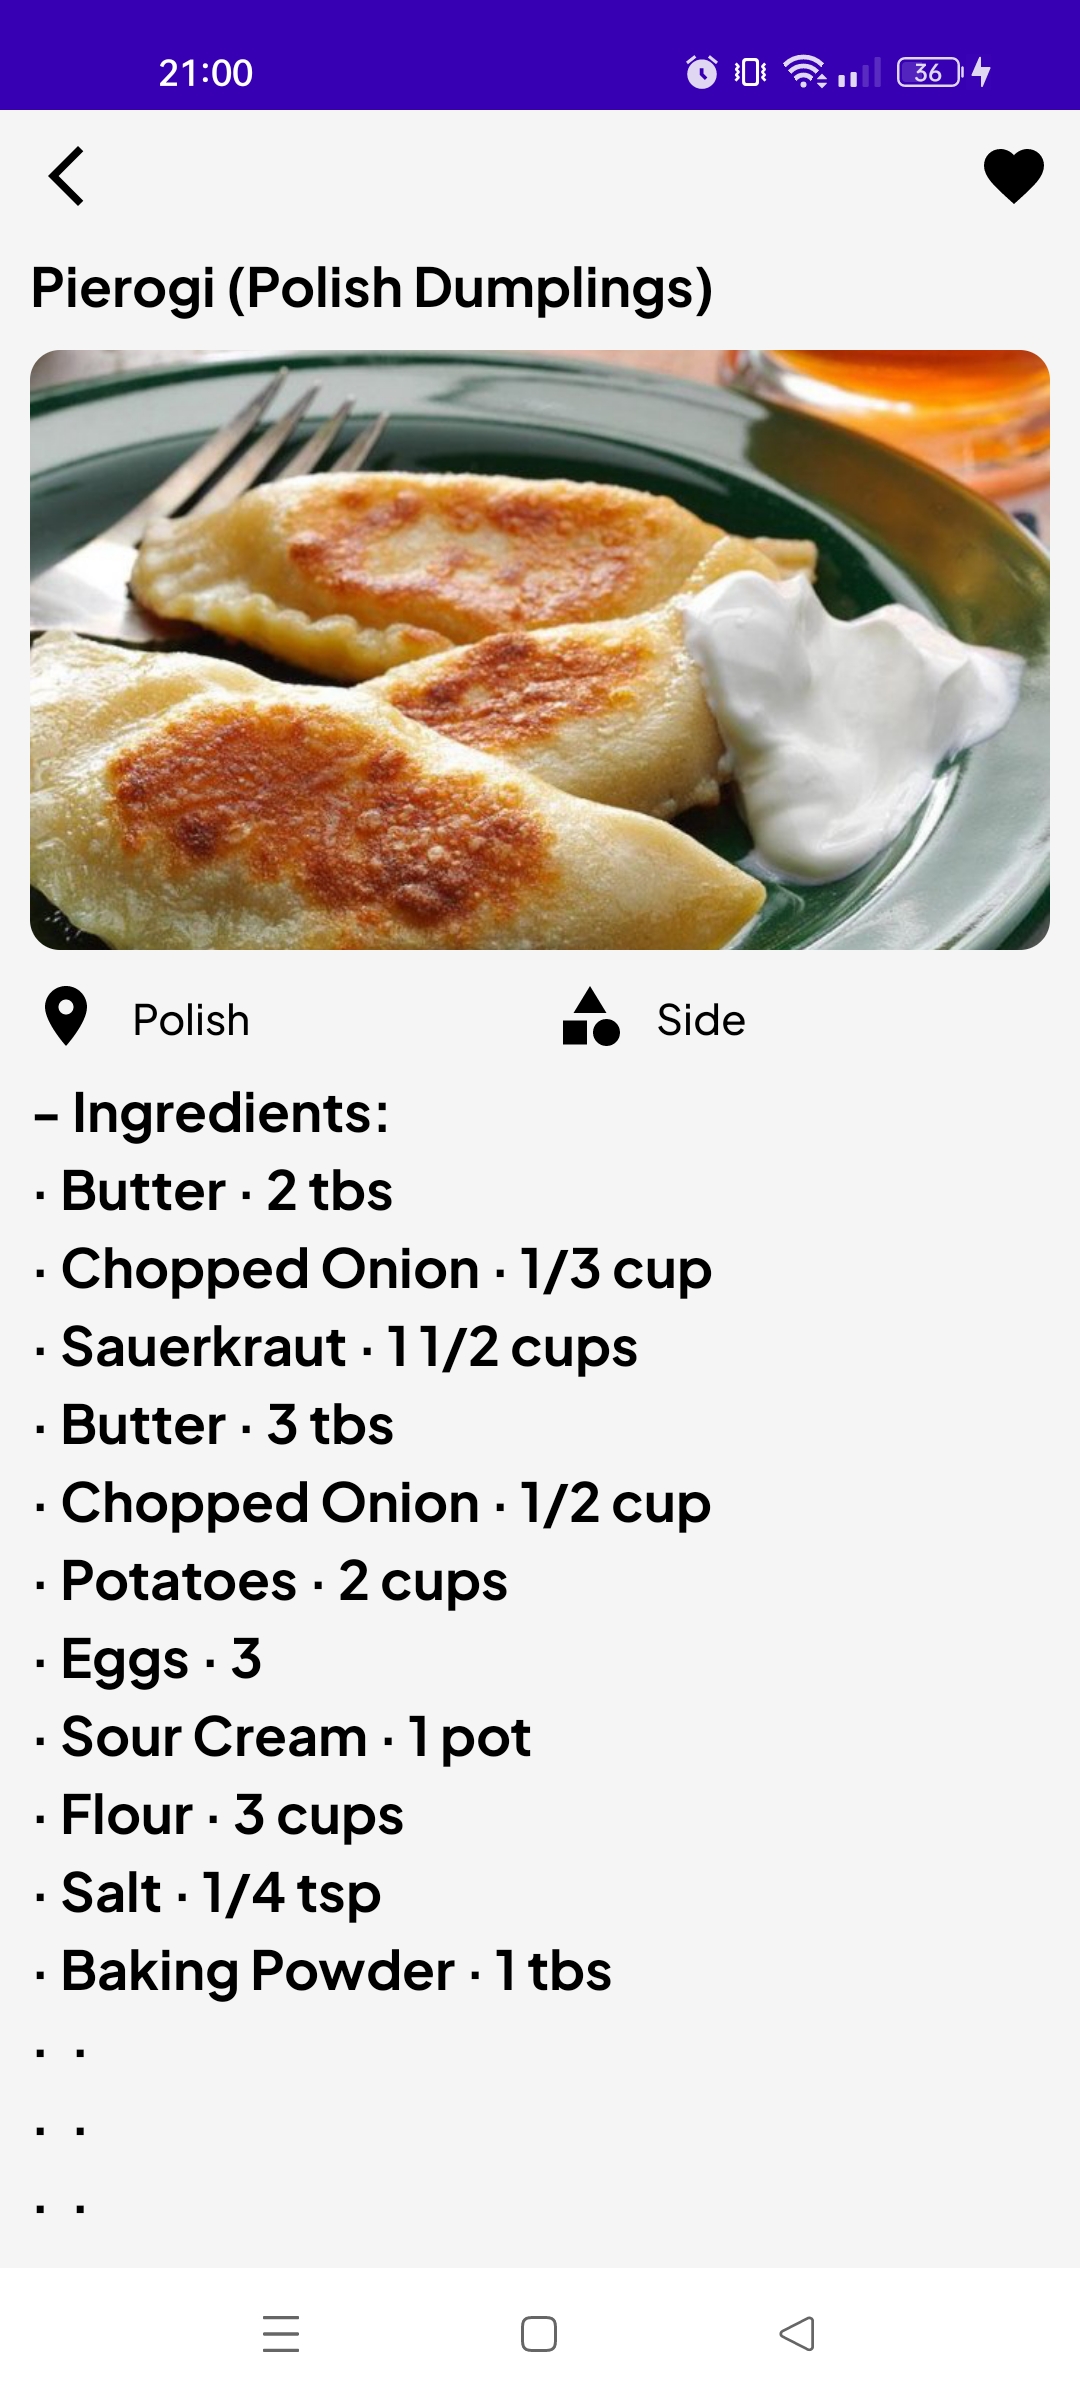 21:00 36
Pierogi (Polish Dumplings)
Polish Side
– Ingredients:
· Butter · 2 tbs
· Chopped Onion · 1/3 cup
· Sauerkraut · 1 1/2 cups
· Butter · 3 tbs
· Chopped Onion · 1/2 cup
· Potatoes · 2 cups
· Eggs · 3
· Sour Cream · 1 pot
· Flour · 3 cups
· Salt · 1/4 tsp
· Baking Powder · 1 tbs
· ·
· ·
· ·